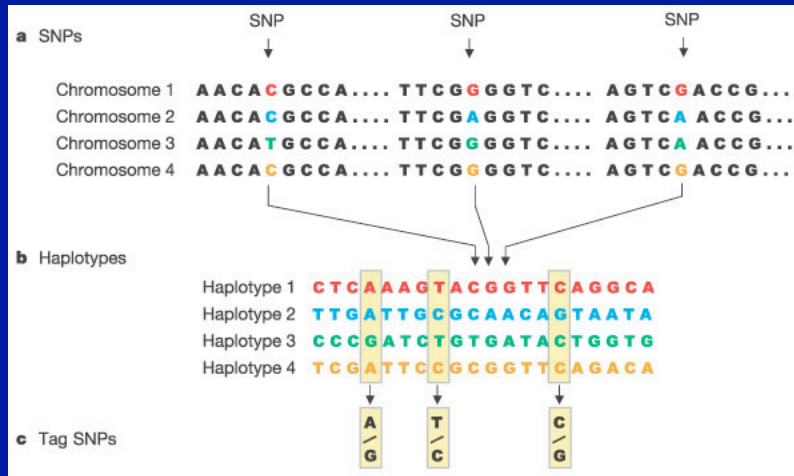 SNP SNP SNP
a SNPs
Chromosome 1 AACACGCCA.... TTCGGGGTC.... AGTCGACCG...
Chromosome 2 AACACGCCA.... TTCGAGGTC.... AGTCAACCG...
Chromosome 3 AACATGCCA.... TTCGGGGTC.... AGTCAACCG...
Chromosome 4 AACACGCCA.... TTCGGGGTC.... AGTCGACCG...
b Haplotypes
Haplotype 1 CTCAAAGTACGGTTCAGGCA
Haplotype 2 TTGATTGCGCAACAGTAATA
Haplotype 3 CCCGATCTGTGATACTGGTG
Haplotype 4 TCGATTCCGCGGTTCAGACA
c Tag SNPs
A/G T/C C/G